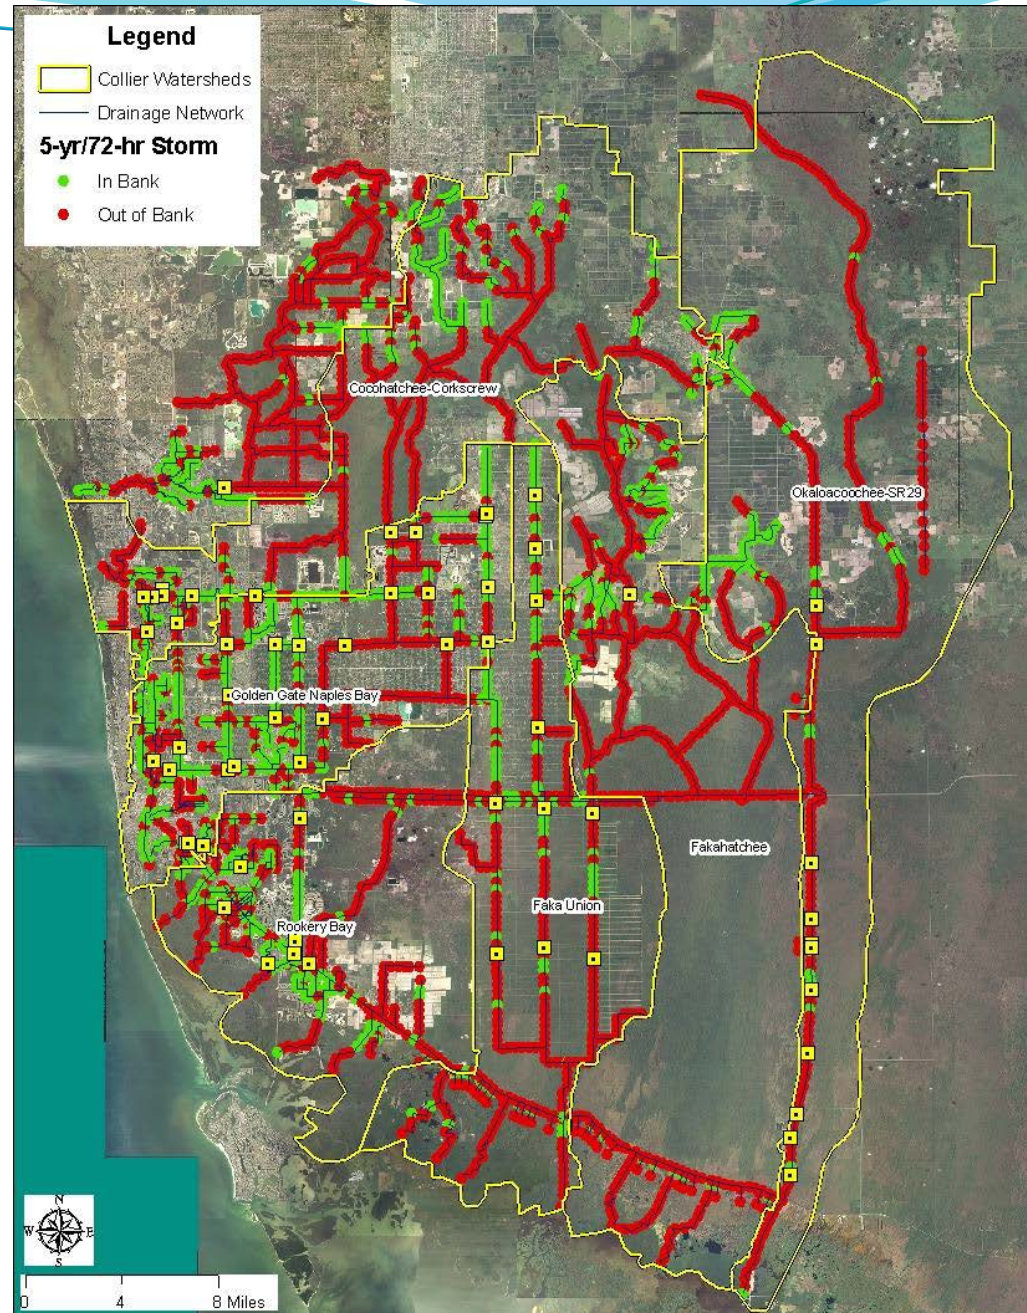 Legend
Collier Watersheds
Drainage Network
5-yr/72-hr Storm
In Bank
Out of Bank
Cocohatchee-Corkscrew
Okaloacoochee-SR29
Golden Gate Naples Bay
Fakahatchee
Faka Union
Rookery Bay
N
W E
S
0 4 8 Miles